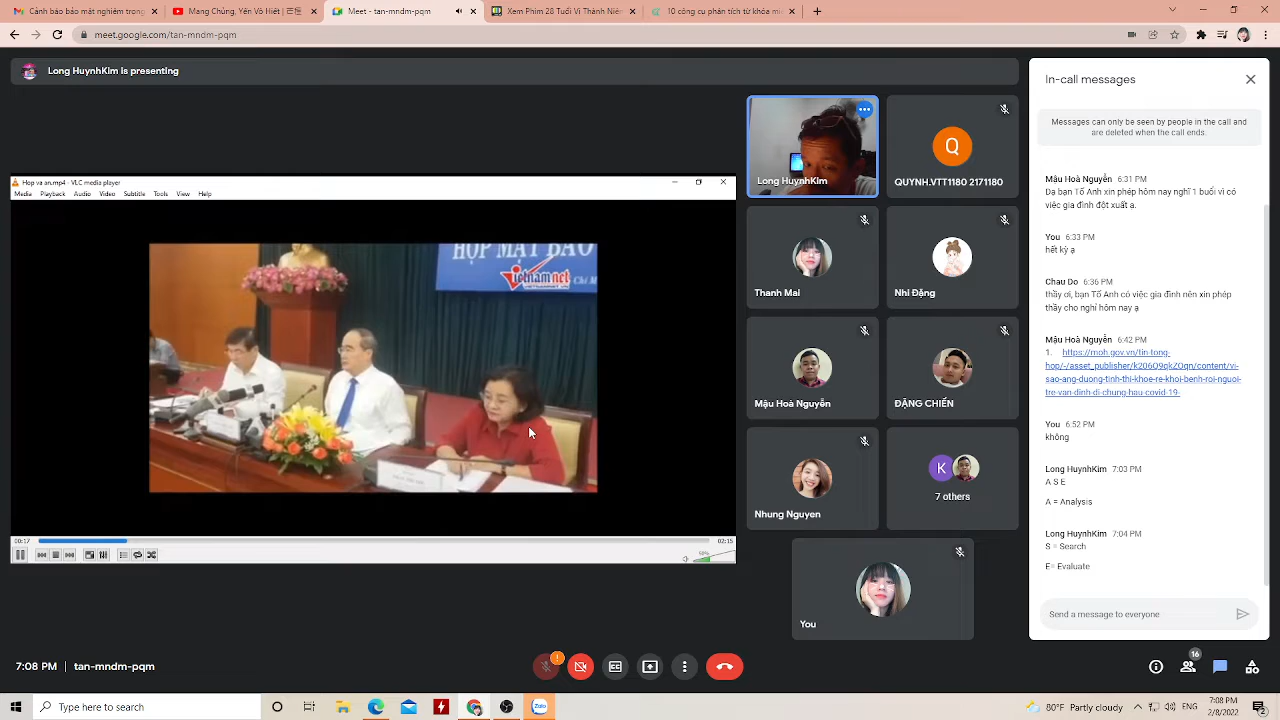 Cảnh báo bảo mật nghiêm trọng
Mang Chủng, Yến Vô Hiết |
Meet - tan-mndm-pqm
Xem Phim 28 Tuổi Vị Thành Niên
10 công cụ phân tích từ khóa miễ
meet.google.com/tan-mndm-pqm
Long HuynhKim is presenting
Hop va an.mp4 - VLC media player
Media Playback Audio Video Subtitle Tools View Help
HỌP MẶT BÁO
Vietnamnet
00:17
02:15
Long HuynhKim
Q
QUYNH.VTT1180 2171180
Thanh Mai
Nhi Đặng
Mậu Hoà Nguyễn
ĐẶNG CHIẾN
Nhung Nguyen
K
7 others
You
In-call messages
Messages can only be seen by people in the call and
are deleted when the call ends.
Mậu Hoà Nguyễn 6:31 PM
Dạ bạn Tố Anh xin phép hôm nay nghĩ 1 buổi vì có
việc gia đình đột xuất ạ.
You 6:33 PM
hết kỳ ạ
Chau Do 6:36 PM
thầy ơi, bạn Tố Anh có việc gia đình nên xin phép
thầy cho nghỉ hôm nay ạ
Mậu Hoà Nguyễn 6:42 PM
1. https://moh.gov.vn/tin-tong-
hop/-/asset_publisher/k206Q9qkZOqn/content/vi-
sao-ang-duong-tinh-thi-khoe-re-khoi-benh-roi-nguoi-
tre-van-dinh-di-chung-hau-covid-19-
You 6:52 PM
không
Long HuynhKim 7:03 PM
A S E
A = Analysis
Long HuynhKim 7:04 PM
S = Search
E= Evaluate
Send a message to everyone
7:08 PM | tan-mndm-pqm
16
Type here to search
Zalo
80°F Partly cloudy
7:08 PM
2/8/2022
2